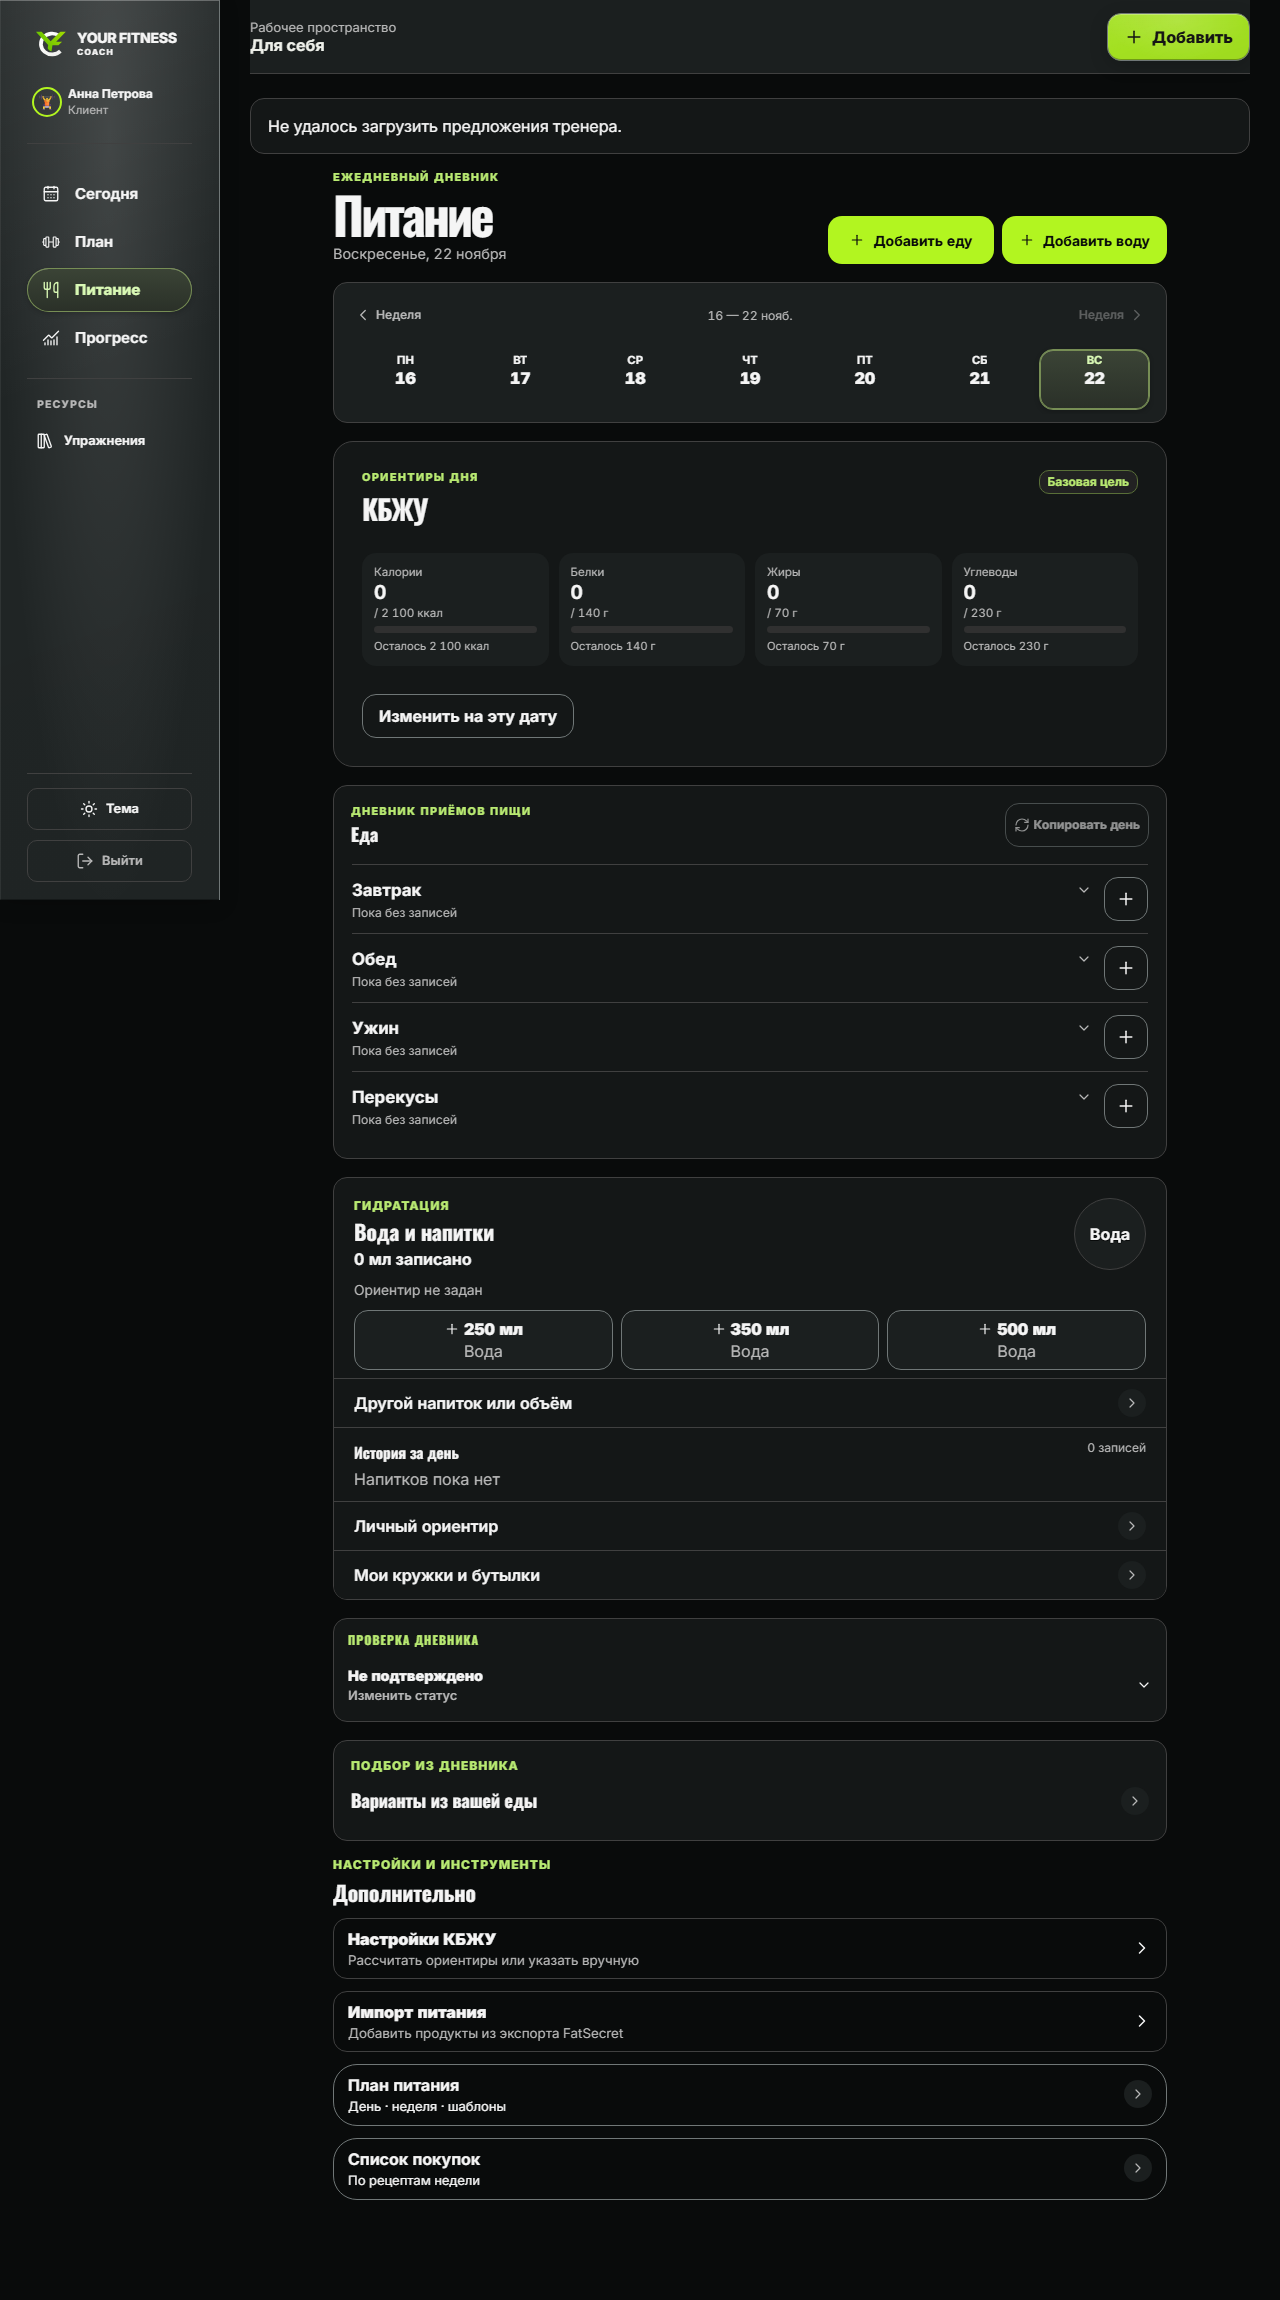 YOUR FITNESS
COACH
Анна Петрова
Клиент
Сегодня
План
Питание
Прогресс
РЕСУРСЫ
Упражнения
Тема
Выйти
Рабочее пространство
Для себя
Добавить
Не удалось загрузить предложения тренера.
ЕЖЕДНЕВНЫЙ ДНЕВНИК
Питание
Воскресенье, 22 ноября
Добавить еду
Добавить воду
Неделя
16 — 22 нояб.
Неделя
ПН
16
ВТ
17
СР
18
ЧТ
19
ПТ
20
СБ
21
ВС
22
ОРИЕНТИРЫ ДНЯ
КБЖУ
Базовая цель
Калории
0
/ 2 100 ккал
Осталось 2 100 ккал
Белки
0
/ 140 г
Осталось 140 г
Жиры
0
/ 70 г
Осталось 70 г
Углеводы
0
/ 230 г
Осталось 230 г
Изменить на эту дату
ДНЕВНИК ПРИЁМОВ ПИЩИ
Еда
Копировать день
Завтрак
Пока без записей
Обед
Пока без записей
Ужин
Пока без записей
Перекусы
Пока без записей
ГИДРАТАЦИЯ
Вода и напитки
0 мл записано
Ориентир не задан
Вода
+ 250 мл
Вода
+ 350 мл
Вода
+ 500 мл
Вода
Другой напиток или объём
История за день
0 записей
Напитков пока нет
Личный ориентир
Мои кружки и бутылки
ПРОВЕРКА ДНЕВНИКА
Не подтверждено
Изменить статус
ПОДБОР ИЗ ДНЕВНИКА
Варианты из вашей еды
НАСТРОЙКИ И ИНСТРУМЕНТЫ
Дополнительно
Настройки КБЖУ
Рассчитать ориентиры или указать вручную
Импорт питания
Добавить продукты из экспорта FatSecret
План питания
День · неделя · шаблоны
Список покупок
По рецептам недели